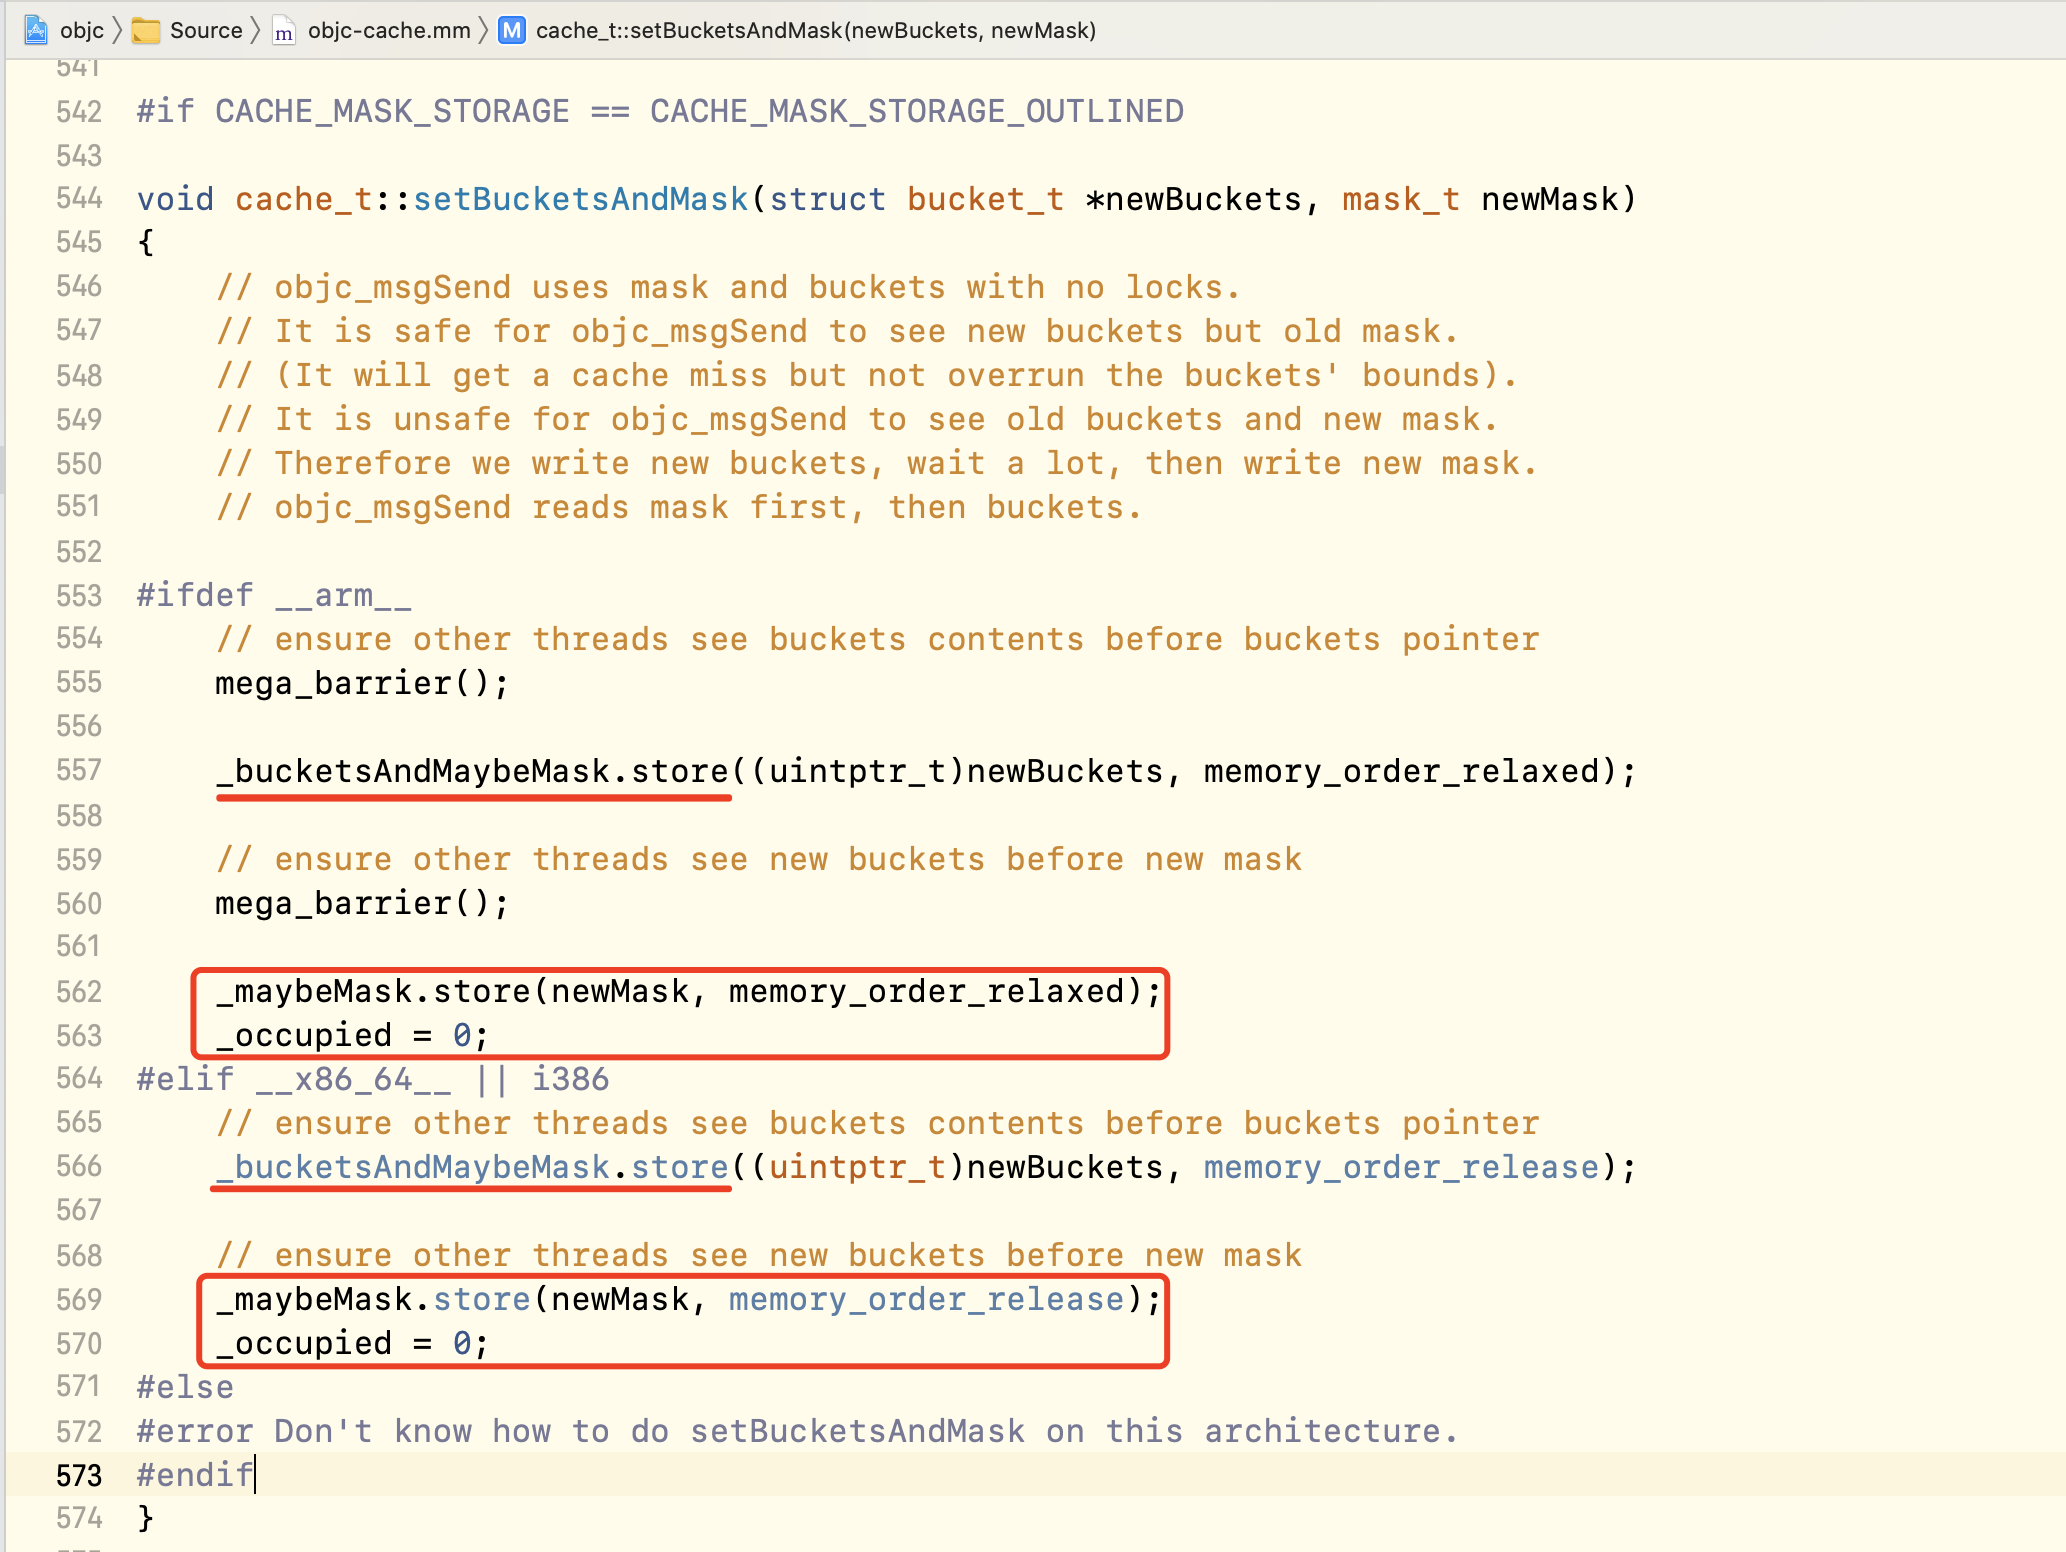 objc Source objc-cache.mm M cache_t::setBucketsAndMask(newBuckets, newMask)
541
542 #if CACHE_MASK_STORAGE == CACHE_MASK_STORAGE_OUTLINED
543
544 void cache_t::setBucketsAndMask(struct bucket_t *newBuckets, mask_t newMask)
545 {
546 // objc_msgSend uses mask and buckets with no locks.
547 // It is safe for objc_msgSend to see new buckets but old mask.
548 // (It will get a cache miss but not overrun the buckets' bounds).
549 // It is unsafe for objc_msgSend to see old buckets and new mask.
550 // Therefore we write new buckets, wait a lot, then write new mask.
551 // objc_msgSend reads mask first, then buckets.
552
553 #ifdef __arm__
554 // ensure other threads see buckets contents before buckets pointer
555 mega_barrier();
556
557 _bucketsAndMaybeMask.store((uintptr_t)newBuckets, memory_order_relaxed);
558
559 // ensure other threads see new buckets before new mask
560 mega_barrier();
561
562 _maybeMask.store(newMask, memory_order_relaxed);
563 _occupied = 0;
564 #elif __x86_64__ || i386
565 // ensure other threads see buckets contents before buckets pointer
566 _bucketsAndMaybeMask.store((uintptr_t)newBuckets, memory_order_release);
567
568 // ensure other threads see new buckets before new mask
569 _maybeMask.store(newMask, memory_order_release);
570 _occupied = 0;
571 #else
572 #error Don't know how to do setBucketsAndMask on this architecture.
573 #endif
574 }